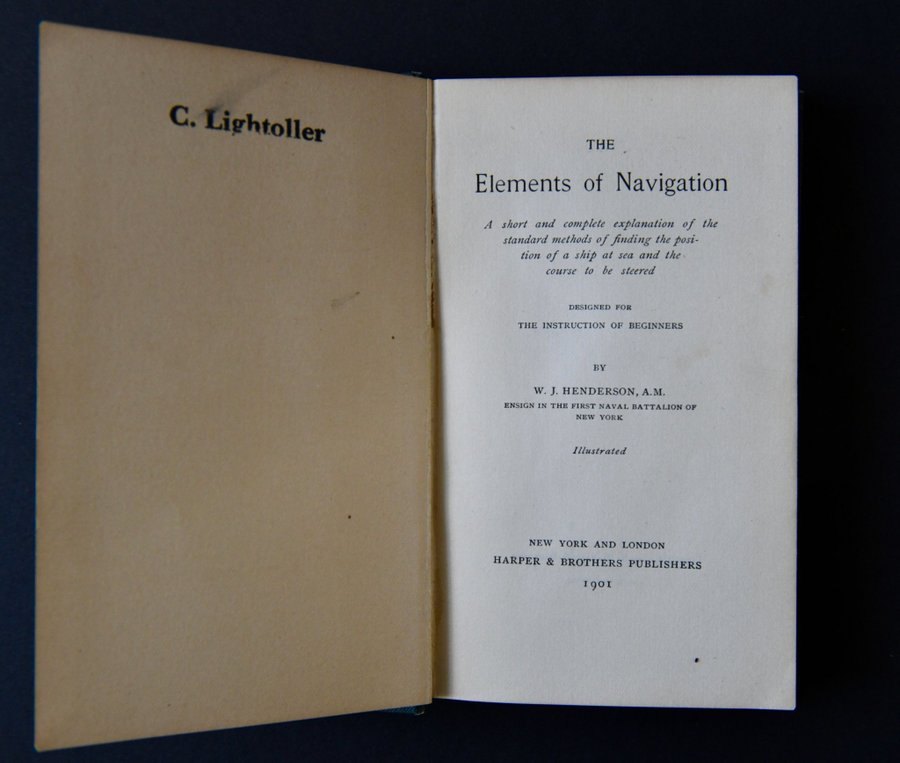 C. Lightoller
THE
Elements of Navigation
A short and complete explanation of the
standard methods of finding the posi-
tion of a ship at sea and the
course to be steered
DESIGNED FOR
THE INSTRUCTION OF BEGINNERS
BY
W. J. HENDERSON, A.M.
ENSIGN IN THE FIRST NAVAL BATTALION OF
NEW YORK
Illustrated
NEW YORK AND LONDON
HARPER & BROTHERS PUBLISHERS
1901